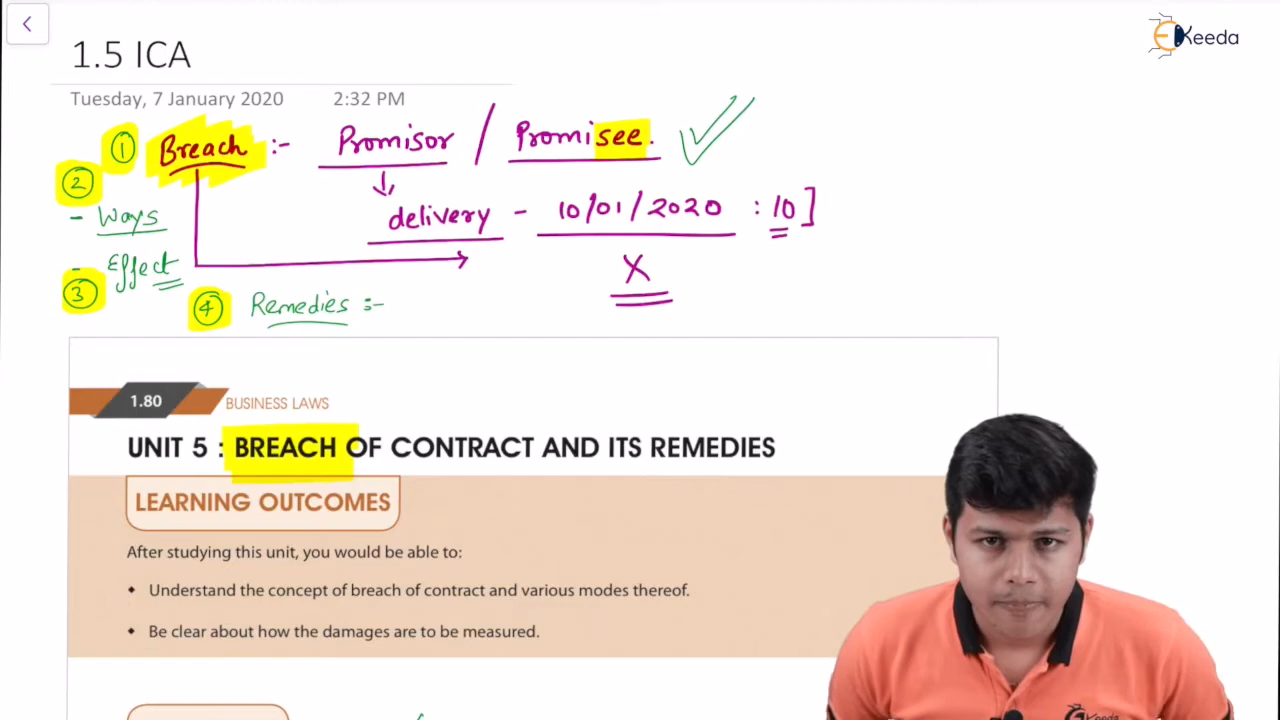 1.5 ICA
Keeda
Tuesday, 7 January 2020 2:32 PM
① Breach :- Promisor / Promisee.
② - Ways
delivery - 10/01/2020 : 10]
- Effect
X
③
④ Remedies :-
1.80 BUSINESS LAWS
UNIT 5 : BREACH OF CONTRACT AND ITS REMEDIES
LEARNING OUTCOMES
After studying this unit, you would be able to:
♦ Understand the concept of breach of contract and various modes thereof.
♦ Be clear about how the damages are to be measured.
Keeda